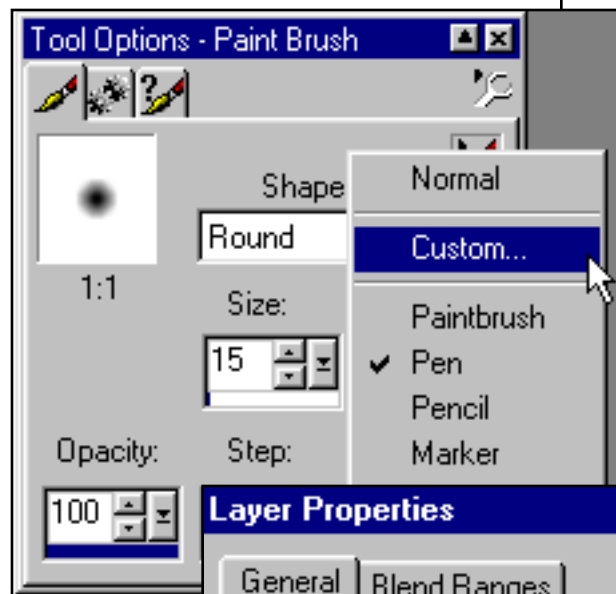 Tool Options - Paint Brush
?
Shape
Round
1:1
Size:
15
Opacity:
Step:
100
Normal
Custom...
Paintbrush
Pen
Pencil
Marker
Layer Properties
General
Blend Ranges